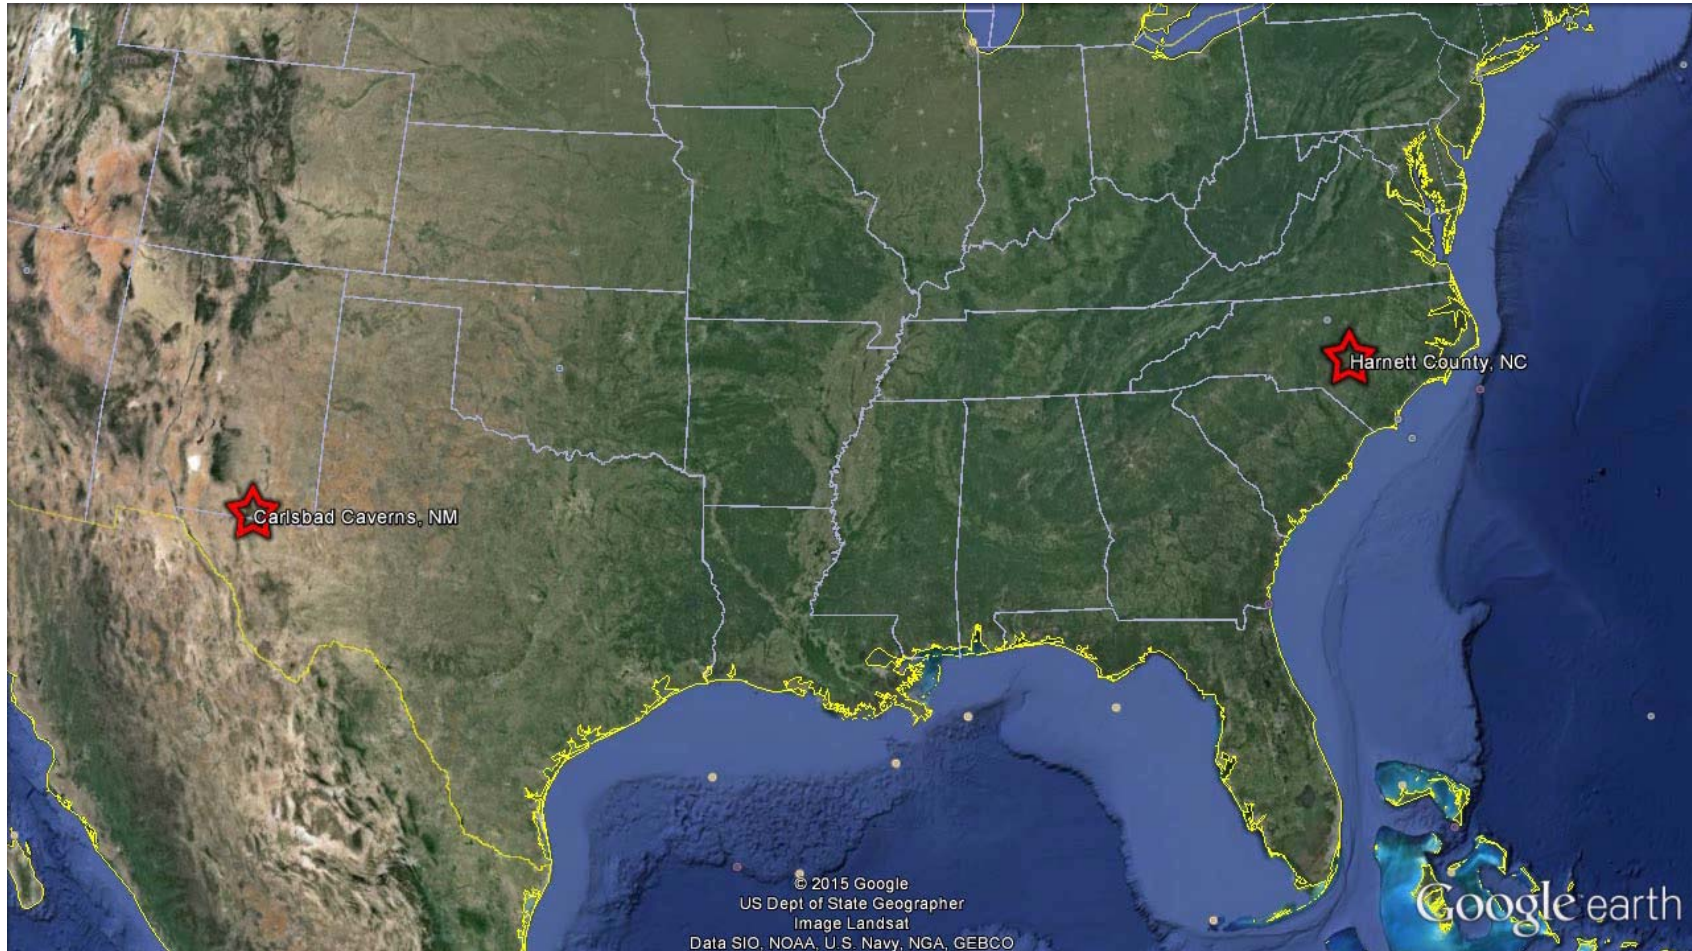 Harnett County, NC
Carlsbad Caverns, NM
© 2015 Google
US Dept of State Geographer
Image Landsat
Data SIO, NOAA, U.S. Navy, NGA, GEBCO
Google earth